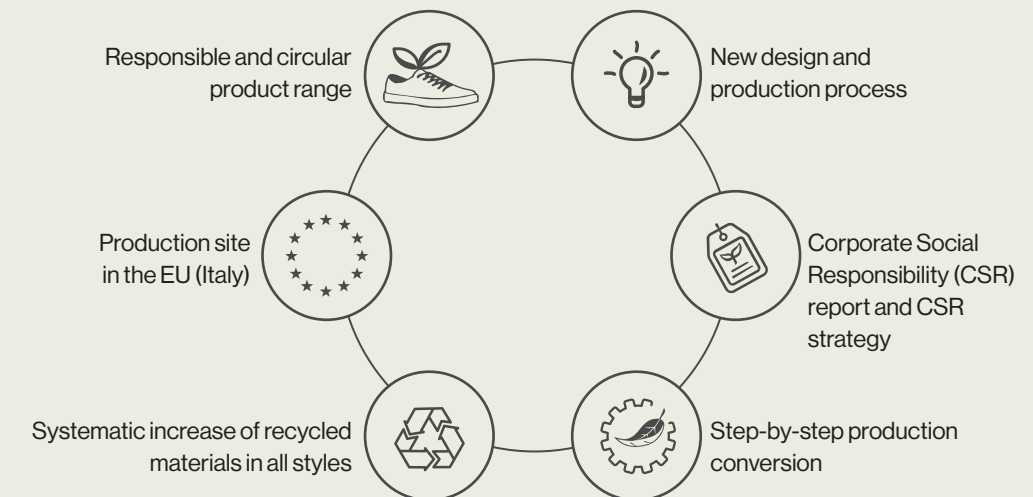 Responsible and circular
product range
New design and
production process
Production site
in the EU (Italy)
Corporate Social
Responsibility (CSR)
report and CSR
strategy
Systematic increase of recycled
materials in all styles
Step-by-step production
conversion